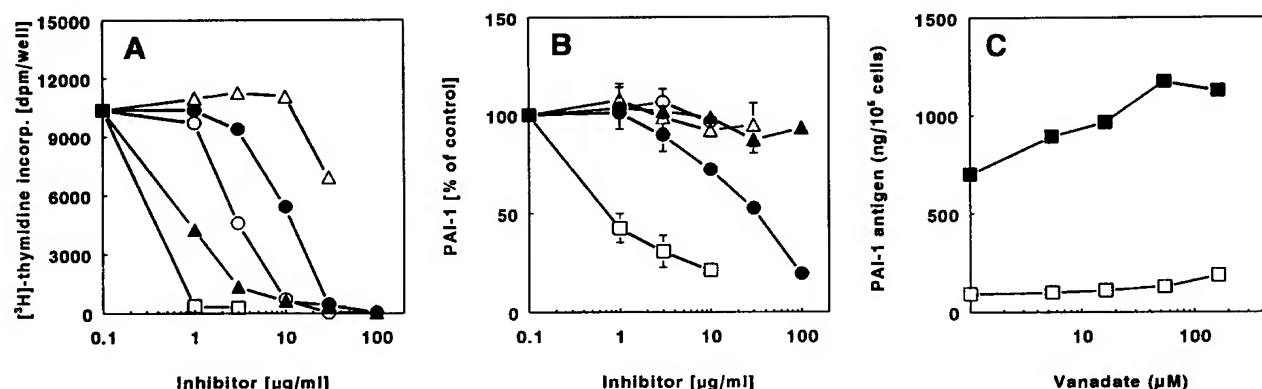 A
[³H]-thymidine incorp. [dpm/well]
15000
12000
9000
6000
3000
0
0.1
1
10
100
Inhibitor [µg/ml]
B
PAI-1 [% of control]
150
100
50
0
0.1
1
10
100
Inhibitor [µg/ml]
C
PAI-1 antigen (ng/10⁶ cells)
1500
1000
500
0
10
100
Vanadate (µM)